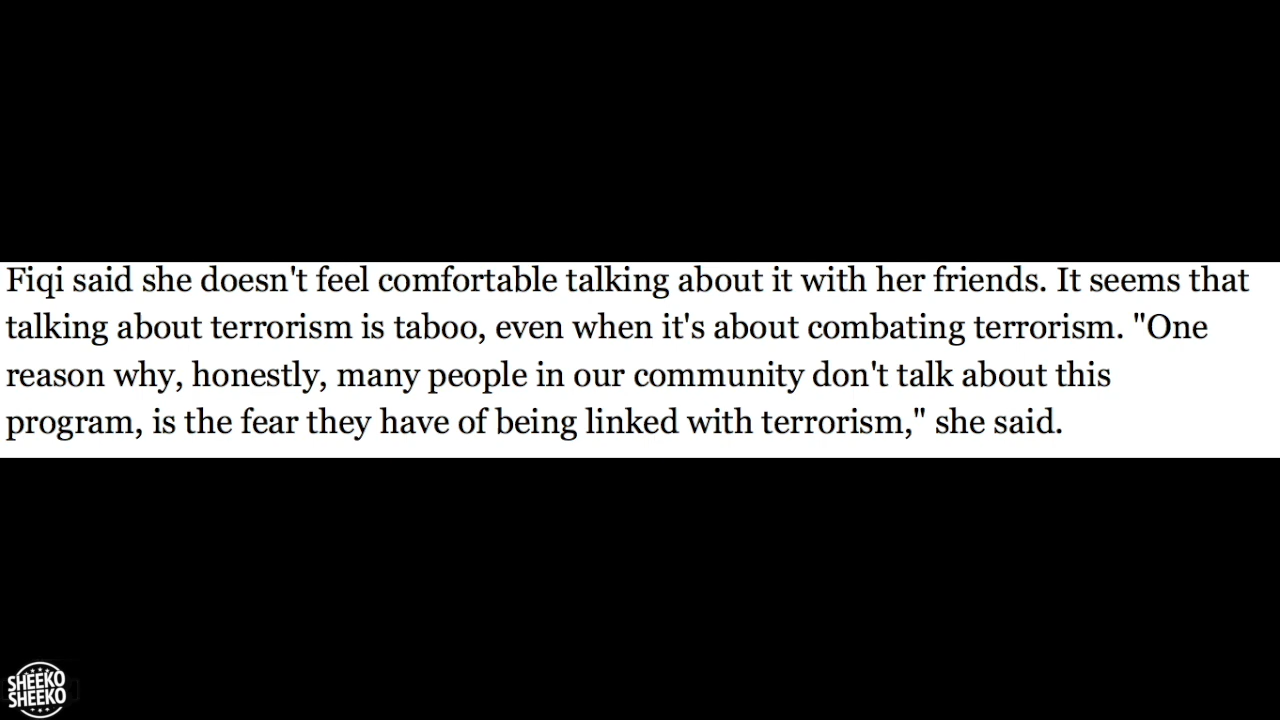 Fiqi said she doesn't feel comfortable talking about it with her friends. It seems that
talking about terrorism is taboo, even when it's about combating terrorism. "One
reason why, honestly, many people in our community don't talk about this
program, is the fear they have of being linked with terrorism," she said.
SHEEKO
SHEEKO